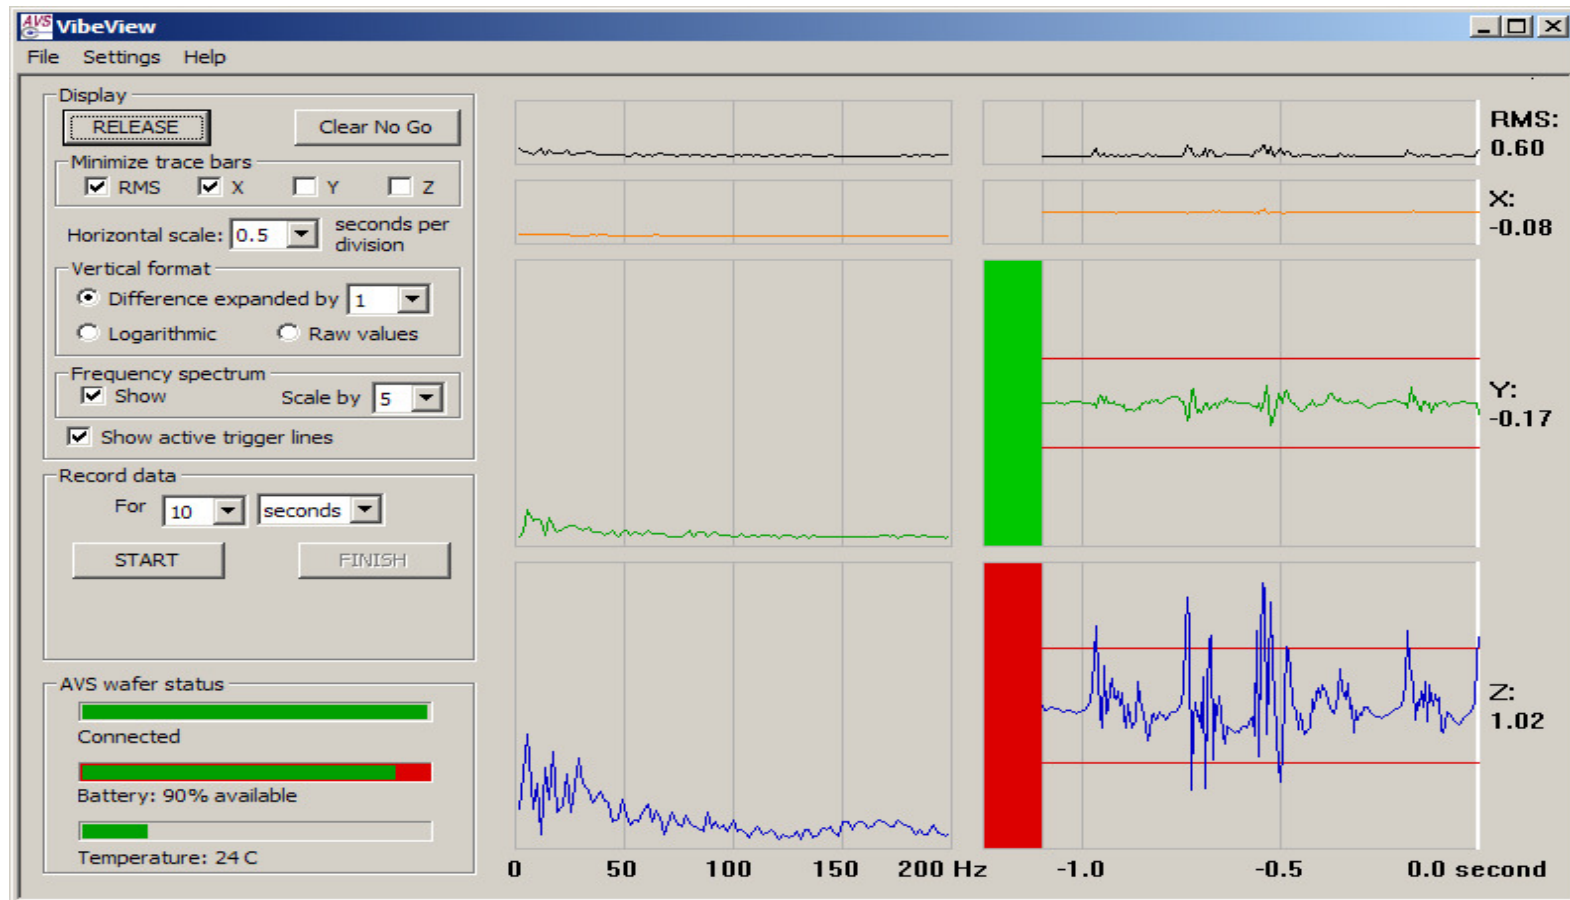 AVS VibeView
File Settings Help
Display
RELEASE Clear No Go
Minimize trace bars
RMS X Y Z
Horizontal scale: 0.5 seconds per division
Vertical format
Difference expanded by 1
Logarithmic Raw values
Frequency spectrum
Show Scale by 5
Show active trigger lines
Record data
For 10 seconds
START FINISH
AVS wafer status
Connected
Battery: 90% available
Temperature: 24 C
RMS:
0.60
X:
-0.08
Y:
-0.17
Z:
1.02
0 50 100 150 200 Hz
-1.0 -0.5 0.0 second